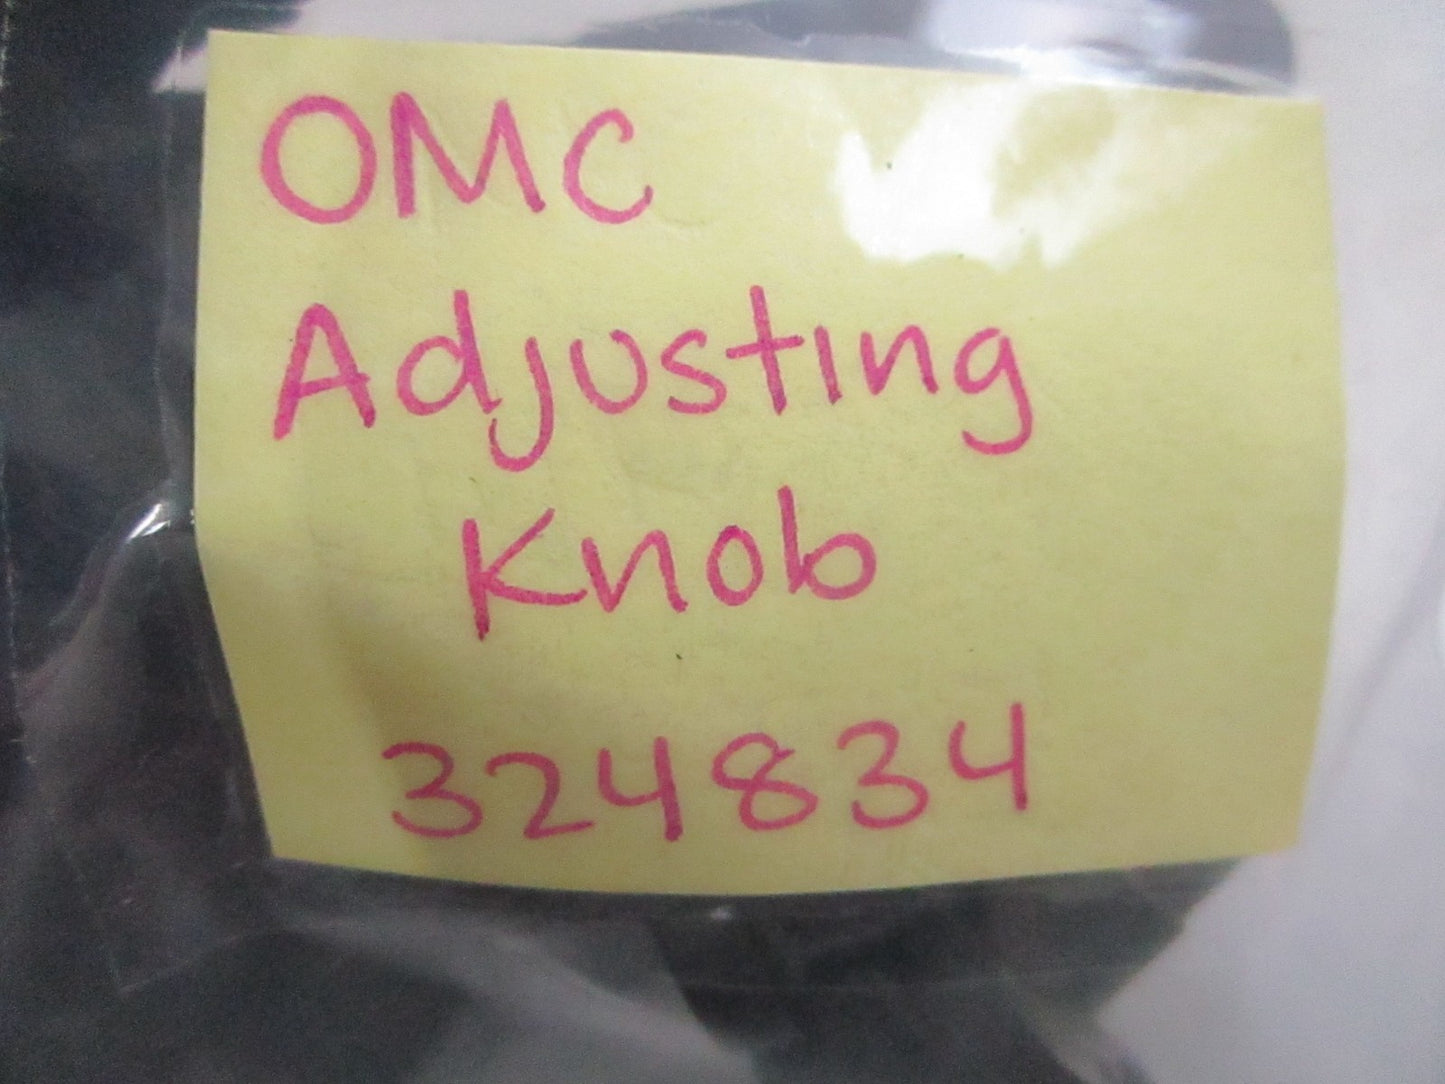 OMC
Adjusting
Knob
324834